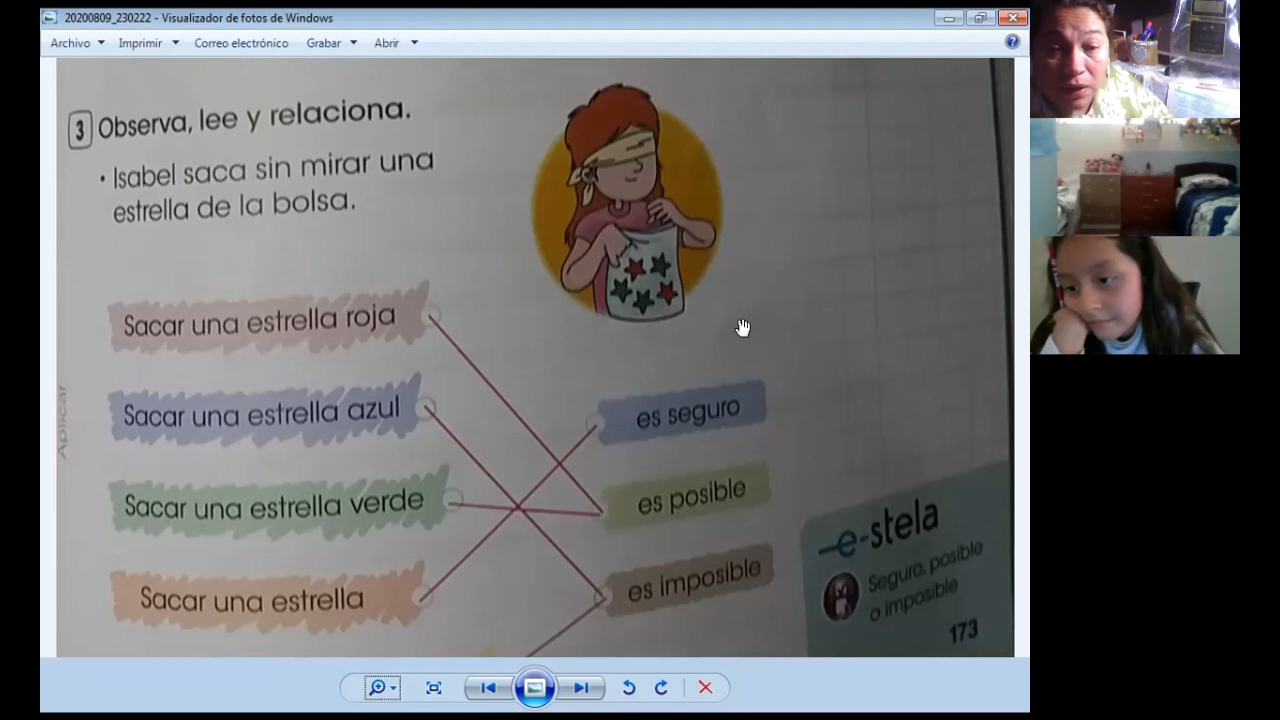 20200809_230222 - Visualizador de fotos de Windows
Archivo Imprimir Correo electrónico Grabar Abrir
3 Observa, lee y relaciona.
• Isabel saca sin mirar una
estrella de la bolsa.
Sacar una estrella roja
Sacar una estrella azul
Sacar una estrella verde
Sacar una estrella
es seguro
es posible
es imposible
Aplicar
e-stela
Seguro, posible
o imposible
173